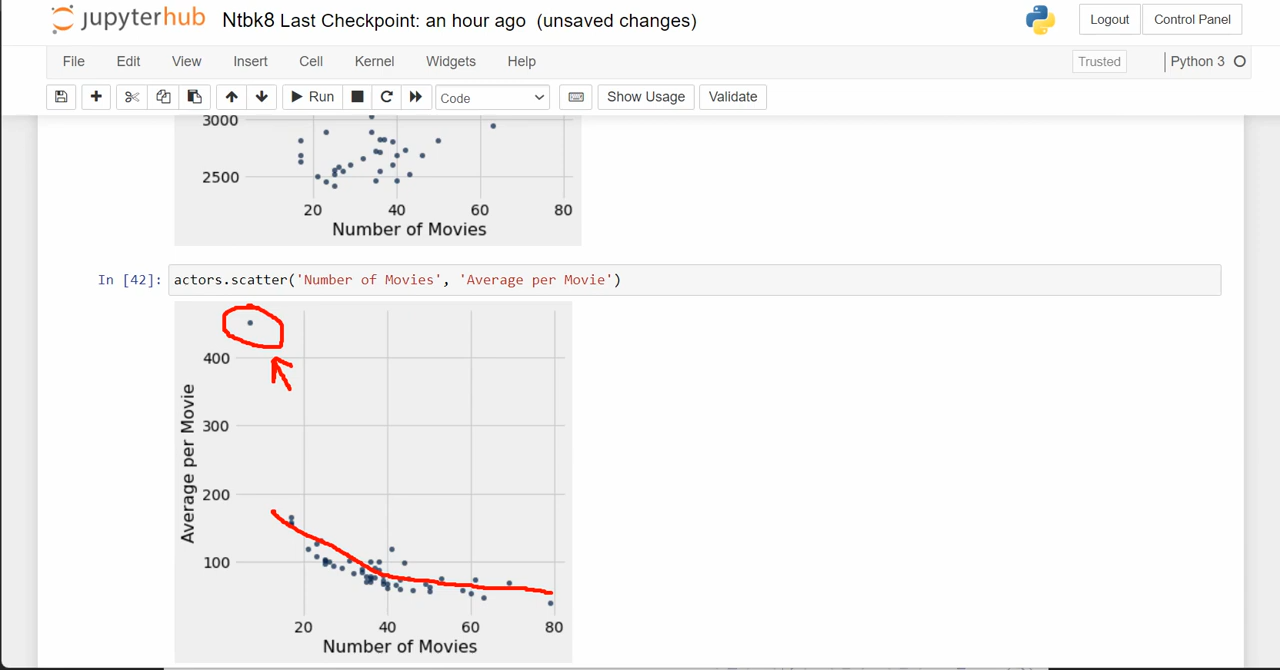 jupyterhub Ntbk8 Last Checkpoint: an hour ago (unsaved changes) Logout Control Panel
File Edit View Insert Cell Kernel Widgets Help Trusted Python 3
Run Code Show Usage Validate
3000
2500
20 40 60 80
Number of Movies
In [42]: actors.scatter('Number of Movies', 'Average per Movie')
Average per Movie
400
300
200
100
20 40 60 80
Number of Movies